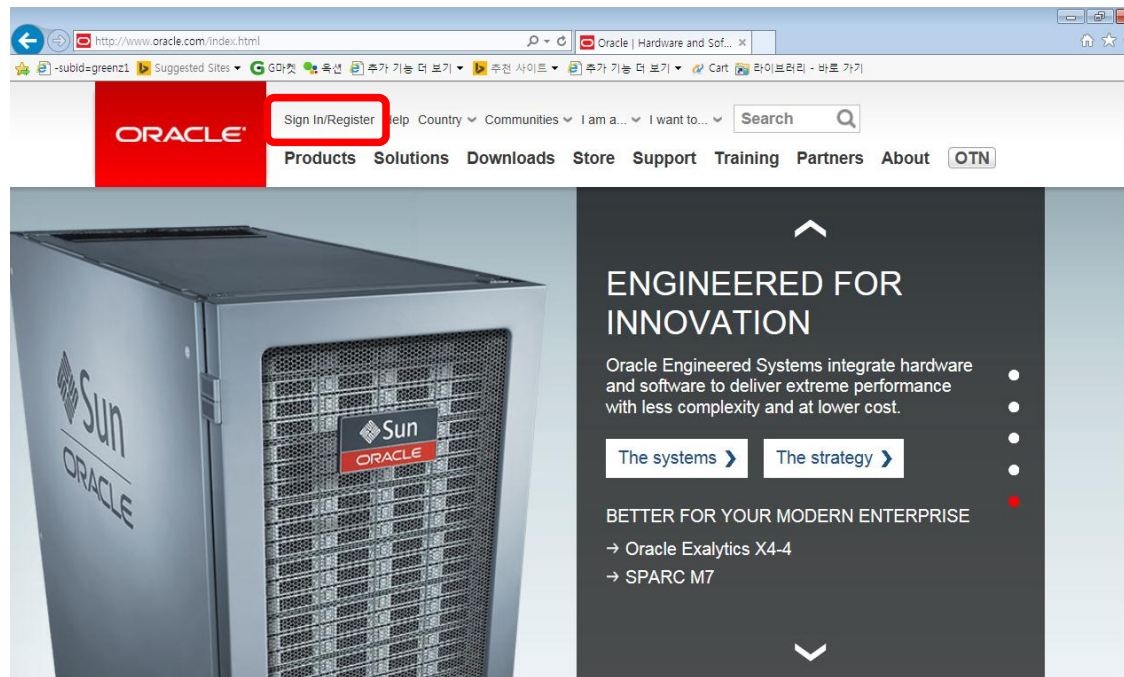 http://www.oracle.com/index.html
Oracle | Hardware and Sof...
-subid=greenz1 Suggested Sites G마켓 옥션 추가 기능 더 보기 추천 사이트 추가 기능 더 보기 Cart 라이브러리 - 바로 가기
ORACLE
Sign In/Register Help Country Communities I am a... I want to... Search
Products Solutions Downloads Store Support Training Partners About OTN
ENGINEERED FOR
INNOVATION
Oracle Engineered Systems integrate hardware
and software to deliver extreme performance
with less complexity and at lower cost.
The systems The strategy
BETTER FOR YOUR MODERN ENTERPRISE
→ Oracle Exalytics X4-4
→ SPARC M7
Sun
ORACLE
Sun
ORACLE